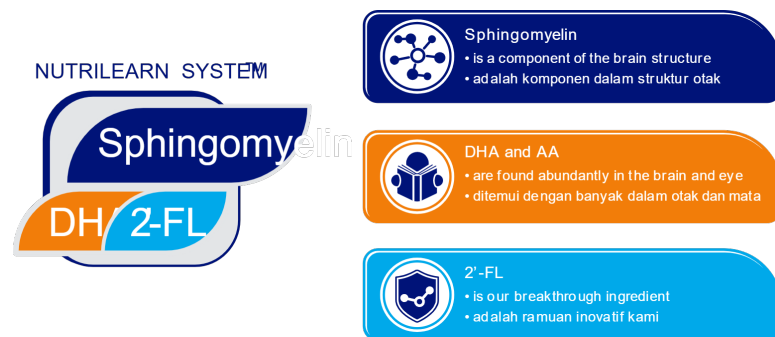 NUTRILEARN SYSTEM™
Sphingomyelin
DHA 2'-FL
Sphingomyelin
• is a component of the brain structure
• adalah komponen dalam struktur otak
DHA and AA
• are found abundantly in the brain and eye
• ditemui dengan banyak dalam otak dan mata
2'-FL
• is our breakthrough ingredient
• adalah ramuan inovatif kami